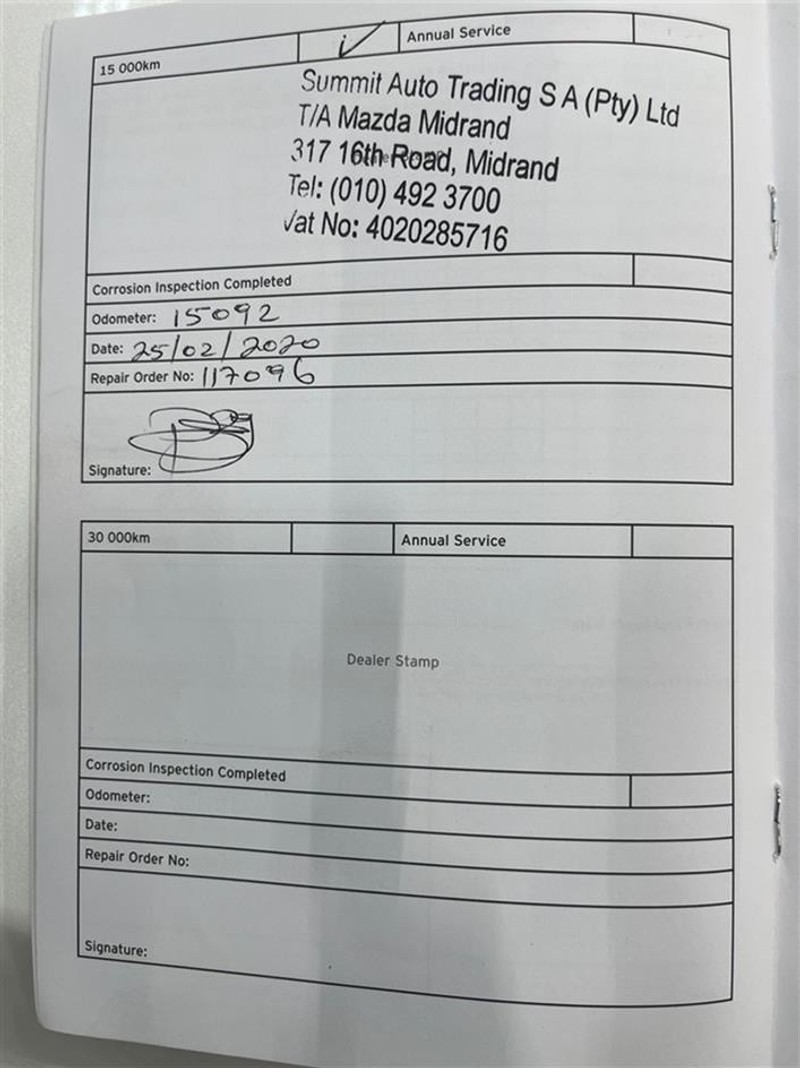 15 000km ✓ Annual Service
Summit Auto Trading S A (Pty) Ltd
T/A Mazda Midrand
317 16th Road, Midrand
Tel: (010) 492 3700
Vat No: 4020285716
Corrosion Inspection Completed
Odometer: 15092
Date: 25/02/2020
Repair Order No: 117096
Signature:
30 000km Annual Service
Dealer Stamp
Corrosion Inspection Completed
Odometer:
Date:
Repair Order No:
Signature: